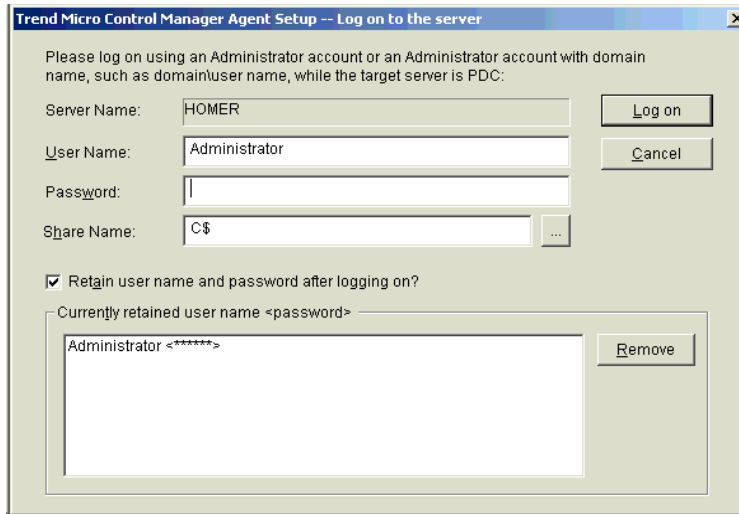 Trend Micro Control Manager Agent Setup -- Log on to the server
Please log on using an Administrator account or an Administrator account with domain
name, such as domain\user name, while the target server is PDC:
Server Name: HOMER Log on
User Name: Administrator Cancel
Password:
Share Name: C$ ...
Retain user name and password after logging on?
Currently retained user name <password>
Administrator <******> Remove